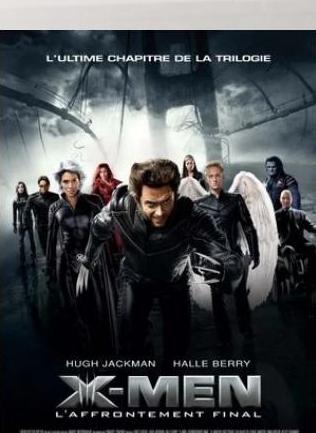 L'ULTIME CHAPITRE DE LA TRILOGIE
HUGH JACKMAN HALLE BERRY
X-MEN
L'AFFRONTEMENT FINAL